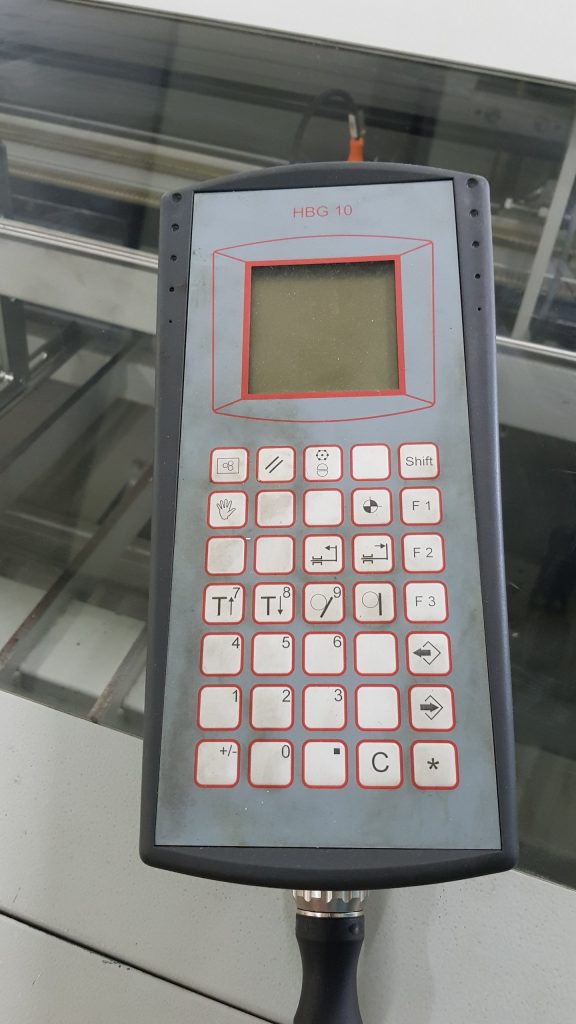 HBG 10
Shift
F 1
F 2
T↑ 7 T↓ 8 9 F 3
4 5 6
1 2 3
+/- 0 ■ C *